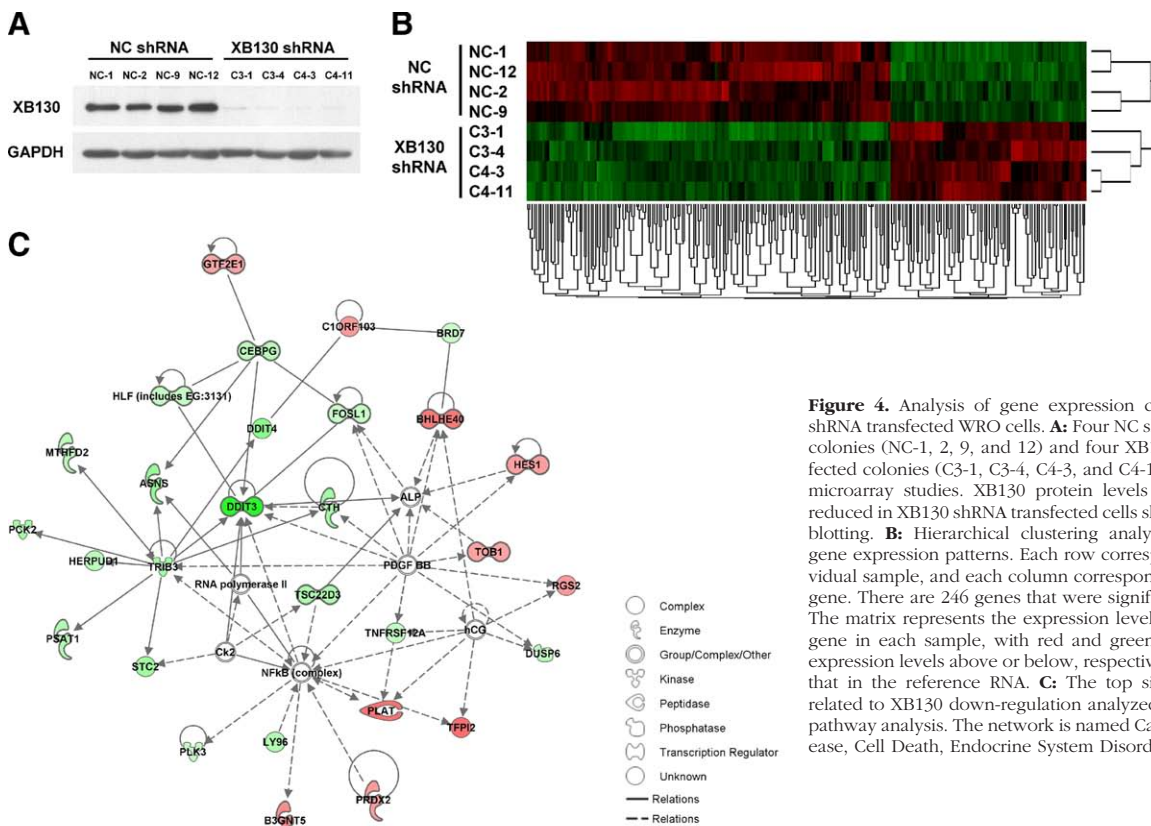 A
NC shRNA XB130 shRNA
NC-1 NC-2 NC-9 NC-12 C3-1 C3-4 C4-3 C4-11
XB130
GAPDH
B
NC shRNA
NC-1
NC-12
NC-2
NC-9
XB130 shRNA
C3-1
C3-4
C4-3
C4-11
C
GTF2E1
C1ORF103
BRD7
CEBPG
HLF (includes EG:3131)
FOSL1
BHLHE40
DDIT4
MTHFD2
HES1
ASNS
DDIT3
CTH
ALP
PCK2
TOB1
HERPUD1
TRIB3
PDGF BB
RNA polymerase II
RGS2
TSC22D3
PSAT1
TNFRSF12A
hCG
STC2
Ck2
DUSP6
NFkB (complex)
PLAT
TFPI2
PLK3
LY96
PRDX2
B3GNT5
Complex
Enzyme
Group/Complex/Other
Kinase
Peptidase
Phosphatase
Transcription Regulator
Unknown
Relations
Relations
Figure 4. Analysis of gene expression c
shRNA transfected WRO cells. A: Four NC s
colonies (NC-1, 2, 9, and 12) and four XB1
fected colonies (C3-1, C3-4, C4-3, and C4-1
microarray studies. XB130 protein levels
reduced in XB130 shRNA transfected cells sl
blotting. B: Hierarchical clustering analy
gene expression patterns. Each row corresp
vidual sample, and each column correspon
gene. There are 246 genes that were signif
The matrix represents the expression level
gene in each sample, with red and green
expression levels above or below, respectiv
that in the reference RNA. C: The top si
related to XB130 down-regulation analyzed
pathway analysis. The network is named Ca
ease, Cell Death, Endocrine System Disord